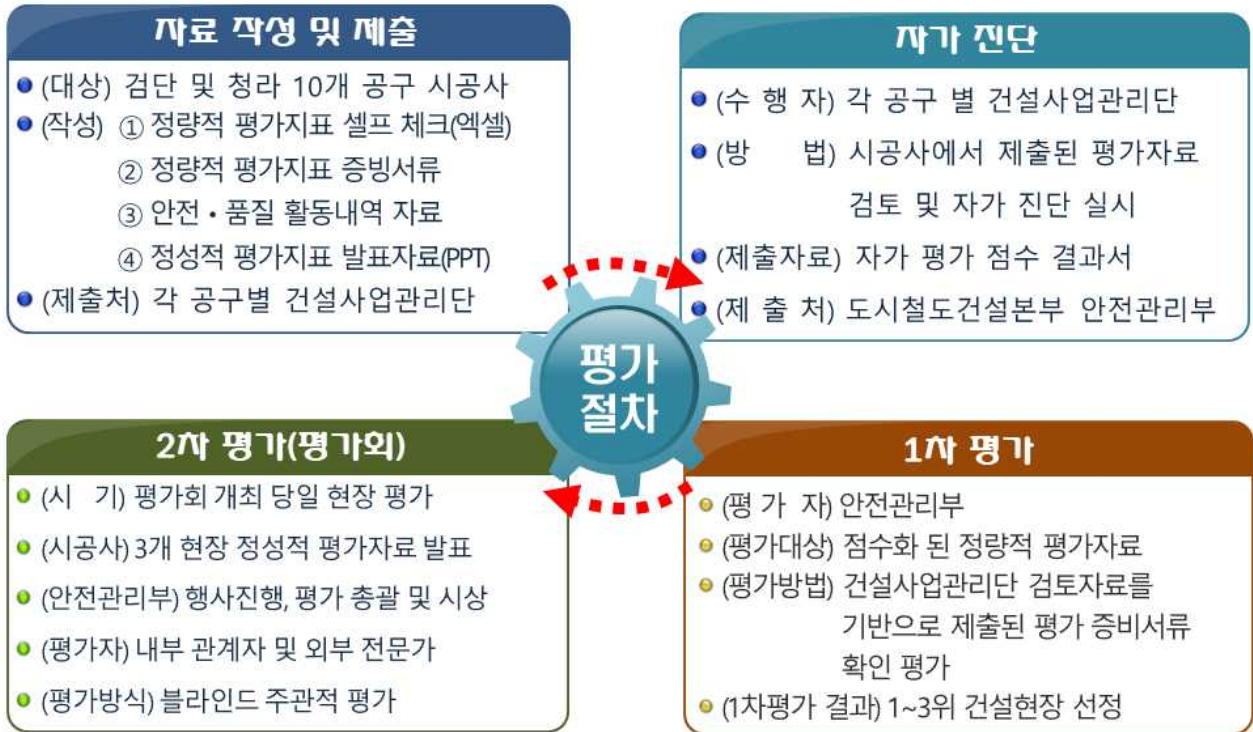 자료 작성 및 제출
(대상) 검단 및 청라 10개 공구 시공사
(작성) ① 정량적 평가지표 셀프 체크(엑셀)
② 정량적 평가지표 증빙서류
③ 안전・품질 활동내역 자료
④ 정성적 평가지표 발표자료(PPT)
(제출처) 각 공구별 건설사업관리단
자가 진단
(수 행 자) 각 공구 별 건설사업관리단
(방 법) 시공사에서 제출된 평가자료
검토 및 자가 진단 실시
(제출자료) 자가 평가 점수 결과서
(제 출 처) 도시철도건설본부 안전관리부
평가
절차
2차 평가(평가회)
(시 기) 평가회 개최 당일 현장 평가
(시공사) 3개 현장 정성적 평가자료 발표
(안전관리부) 행사진행, 평가 총괄 및 시상
(평가자) 내부 관계자 및 외부 전문가
(평가방식) 블라인드 주관적 평가
1차 평가
(평 가 자) 안전관리부
(평가대상) 점수화 된 정량적 평가자료
(평가방법) 건설사업관리단 검토자료를
기반으로 제출된 평가 증비서류
확인 평가
(1차평가 결과) 1~3위 건설현장 선정